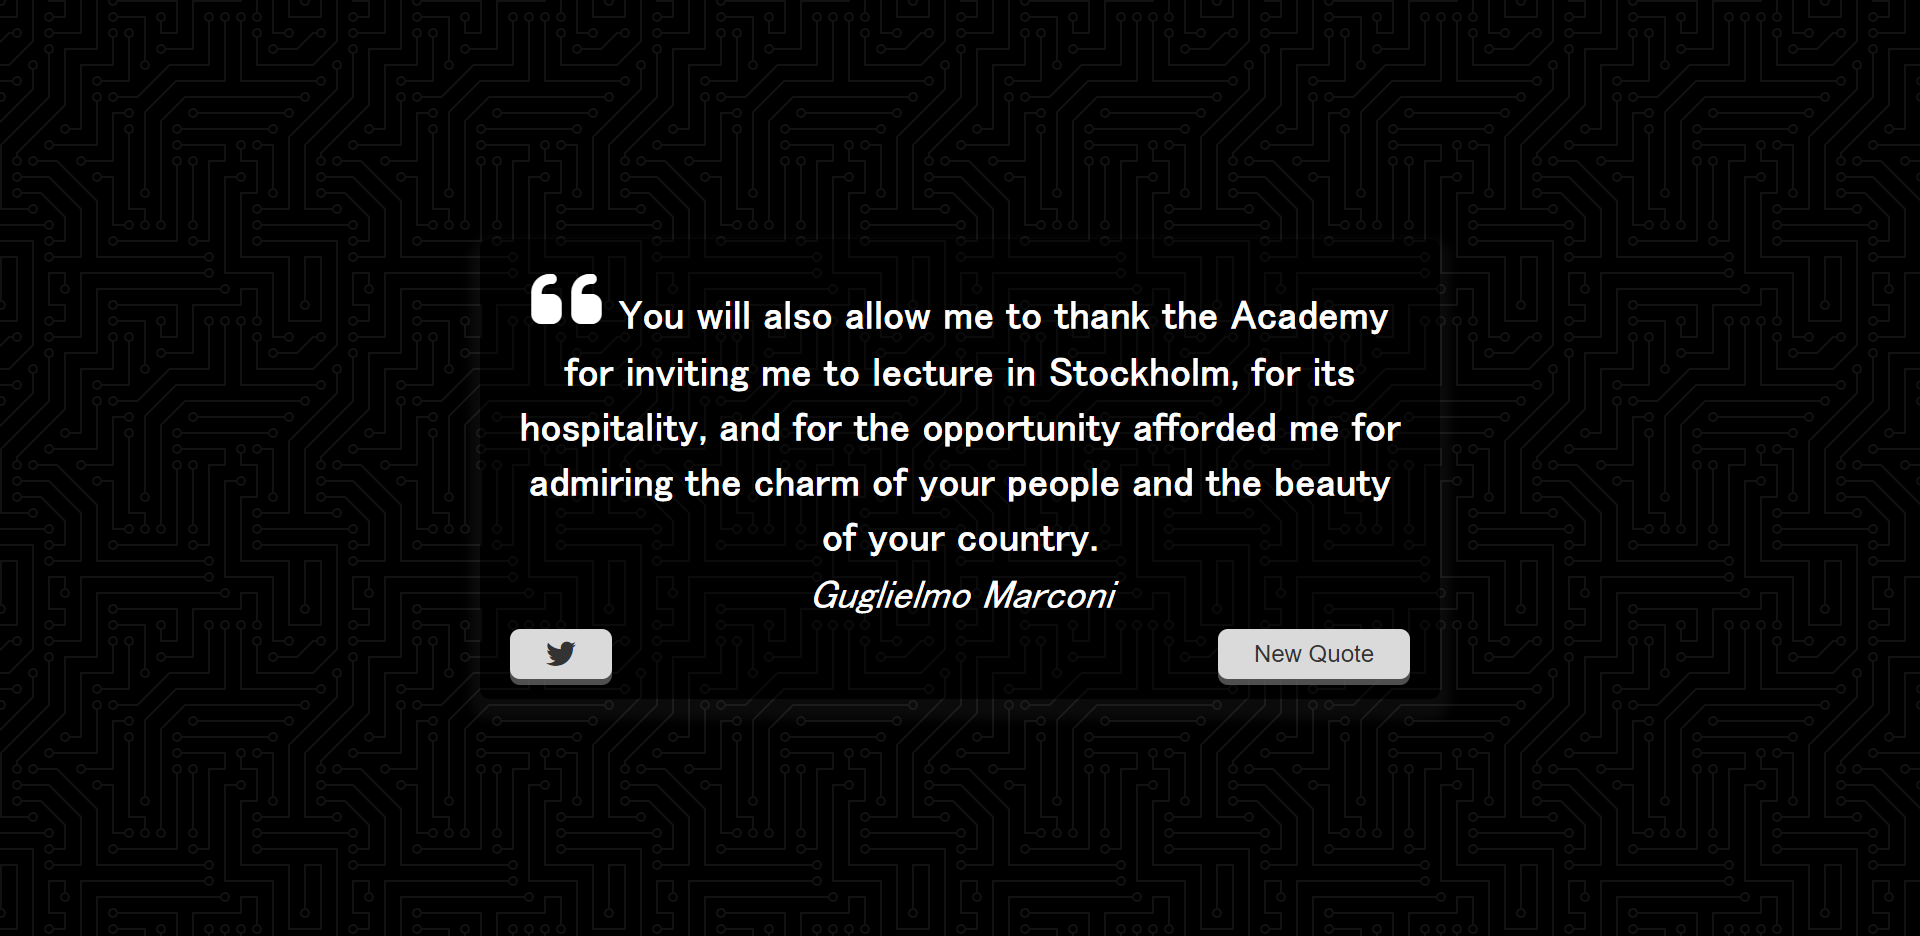 You will also allow me to thank the Academy
for inviting me to lecture in Stockholm, for its
hospitality, and for the opportunity afforded me for
admiring the charm of your people and the beauty
of your country.
Guglielmo Marconi
New Quote